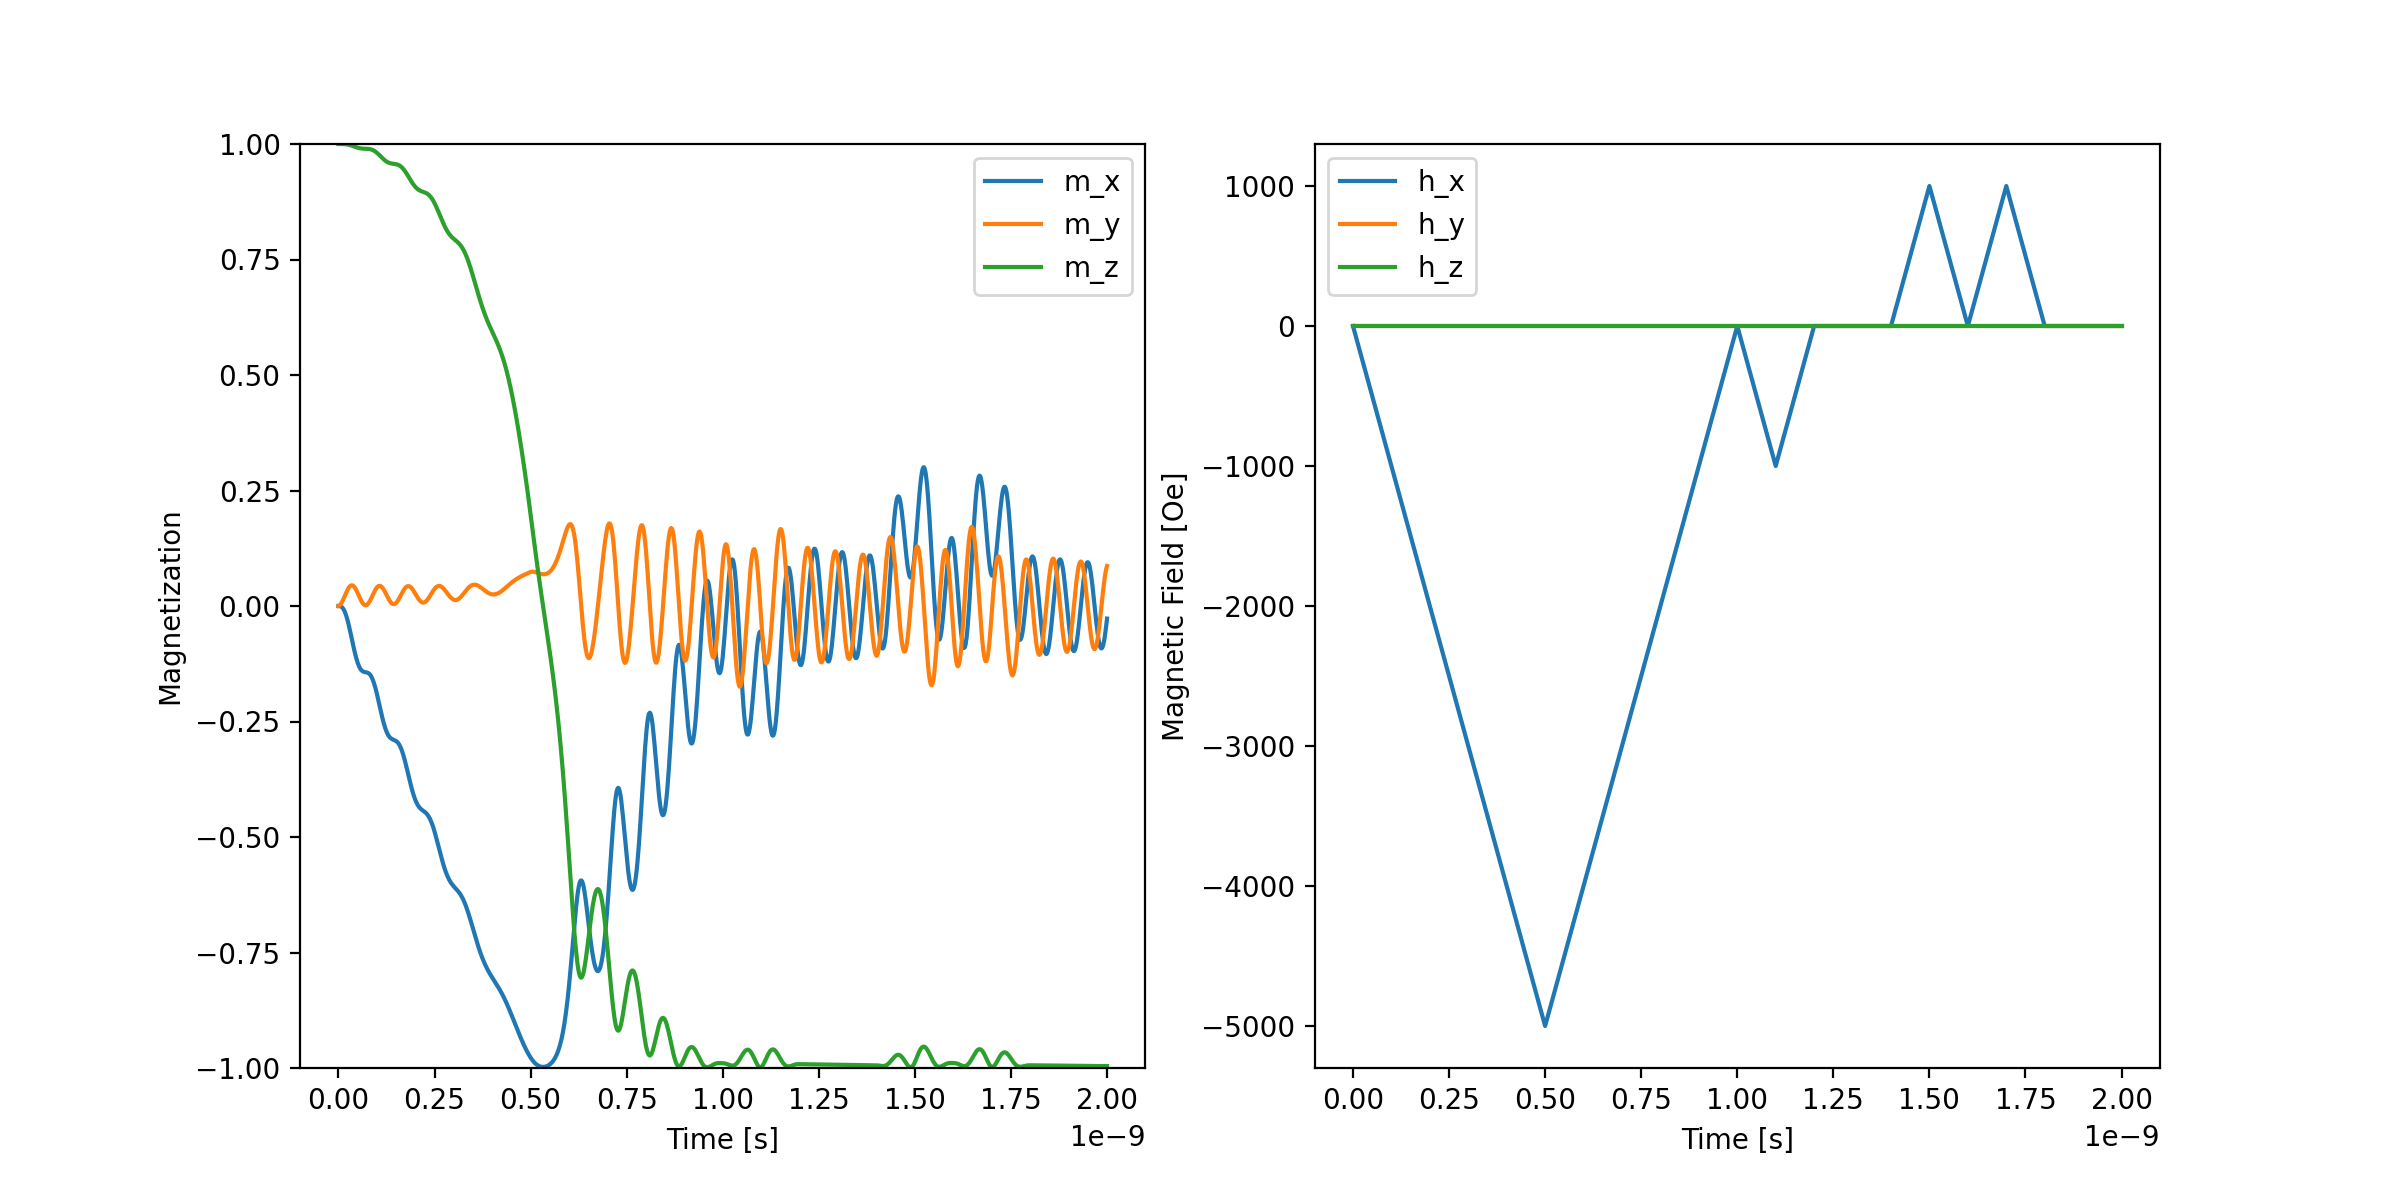 Magnetization
1.00
0.75
0.50
0.25
0.00
−0.25
−0.50
−0.75
−1.00
m_x
m_y
m_z
0.00 0.25 0.50 0.75 1.00 1.25 1.50 1.75 2.00
Time [s]
1e−9
Magnetic Field [Oe]
1000
0
−1000
−2000
−3000
−4000
−5000
h_x
h_y
h_z
0.00 0.25 0.50 0.75 1.00 1.25 1.50 1.75 2.00
Time [s]
1e−9